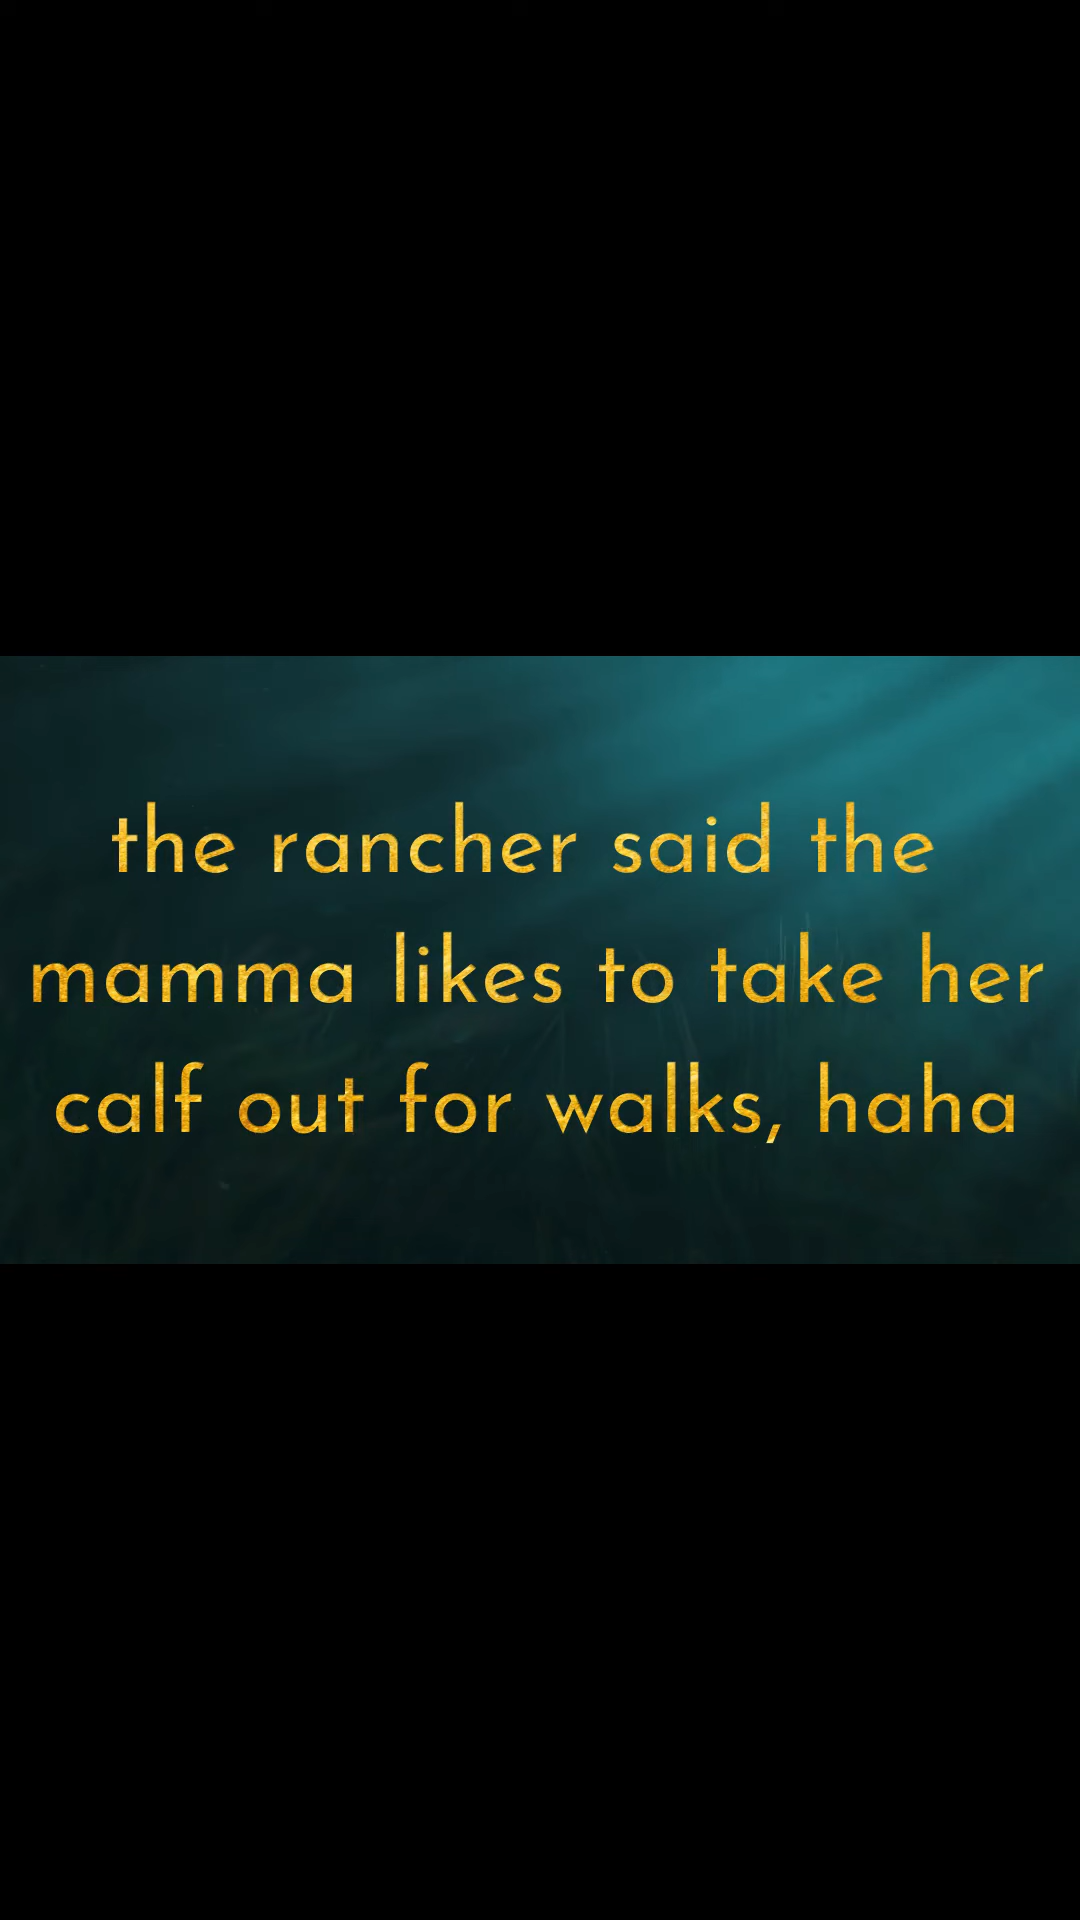 the rancher said the
mamma likes to take her
calf out for walks, haha